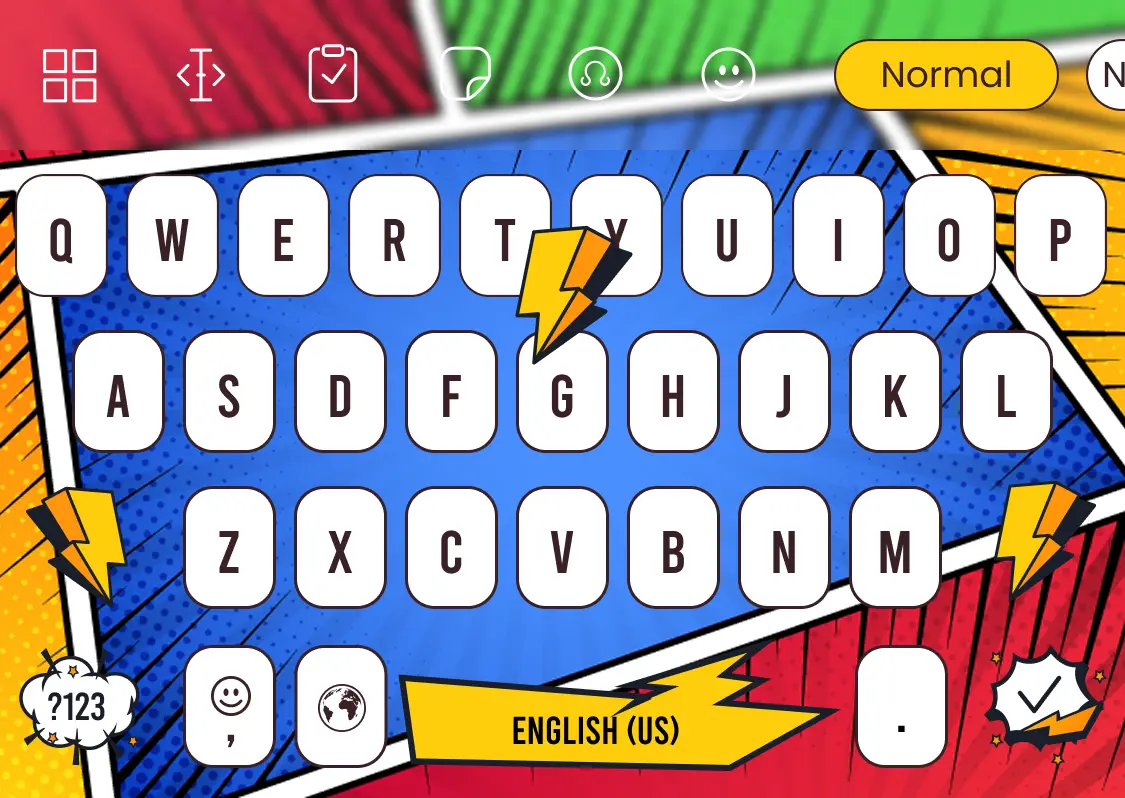 Normal N
Q W E R T Y U I O P
A S D F G H J K L
Z X C V B N M
?123 , ENGLISH (US) .